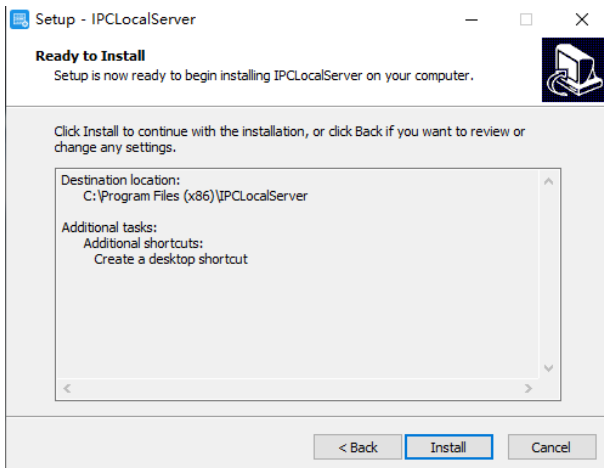 Setup - IPCLocalServer
Ready to Install
Setup is now ready to begin installing IPCLocalServer on your computer.
Click Install to continue with the installation, or click Back if you want to review or
change any settings.
Destination location:
C:\Program Files (x86)\IPCLocalServer
Additional tasks:
Additional shortcuts:
Create a desktop shortcut
< Back
Install
Cancel